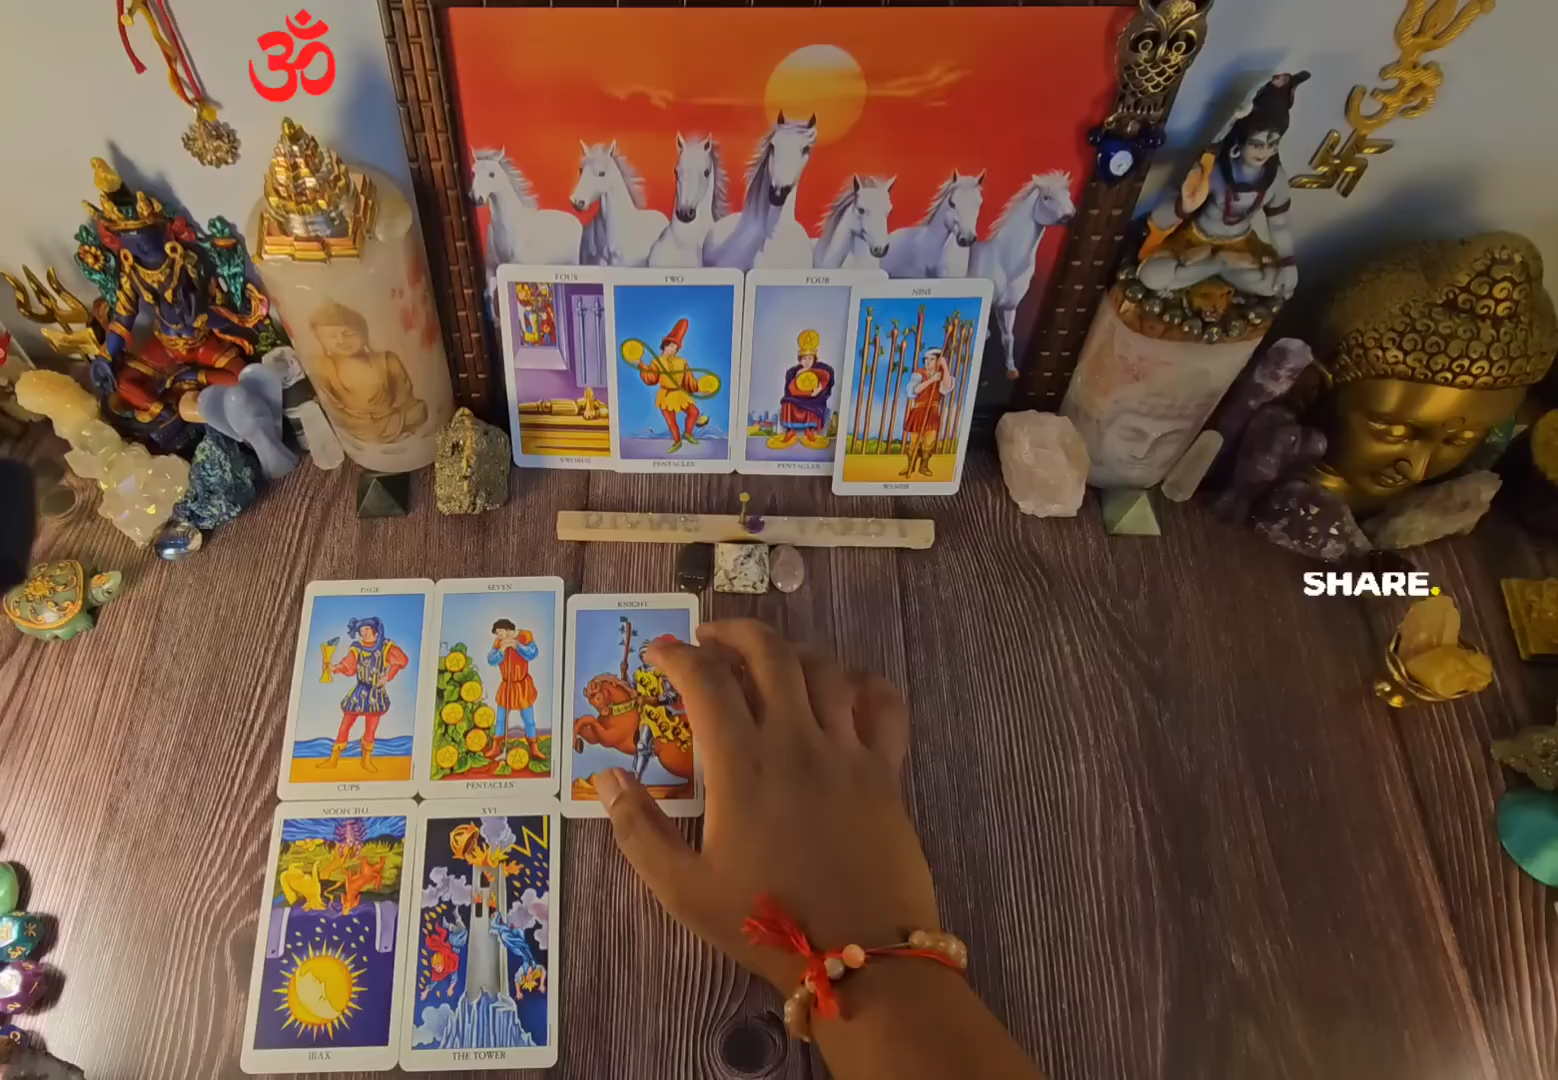 ॐ
FOUR
SWORDS
TWO
PENTACLES
FOUR
PENTACLES
NINE
WANDS
SHARE.
PAGE
CUPS
SEVEN
PENTACLES
KNIGHT
THE MOON
XVIII
XVI
THE TOWER